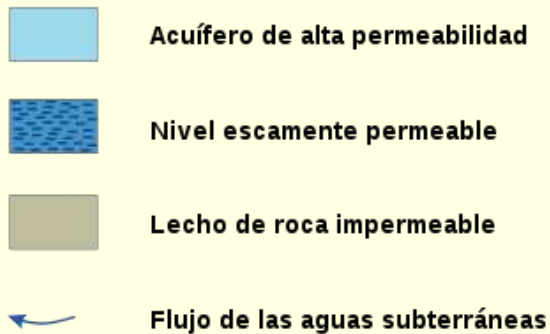 Acuífero de alta permeabilidad
Nivel escamente permeable
Lecho de roca impermeable
Flujo de las aguas subterráneas